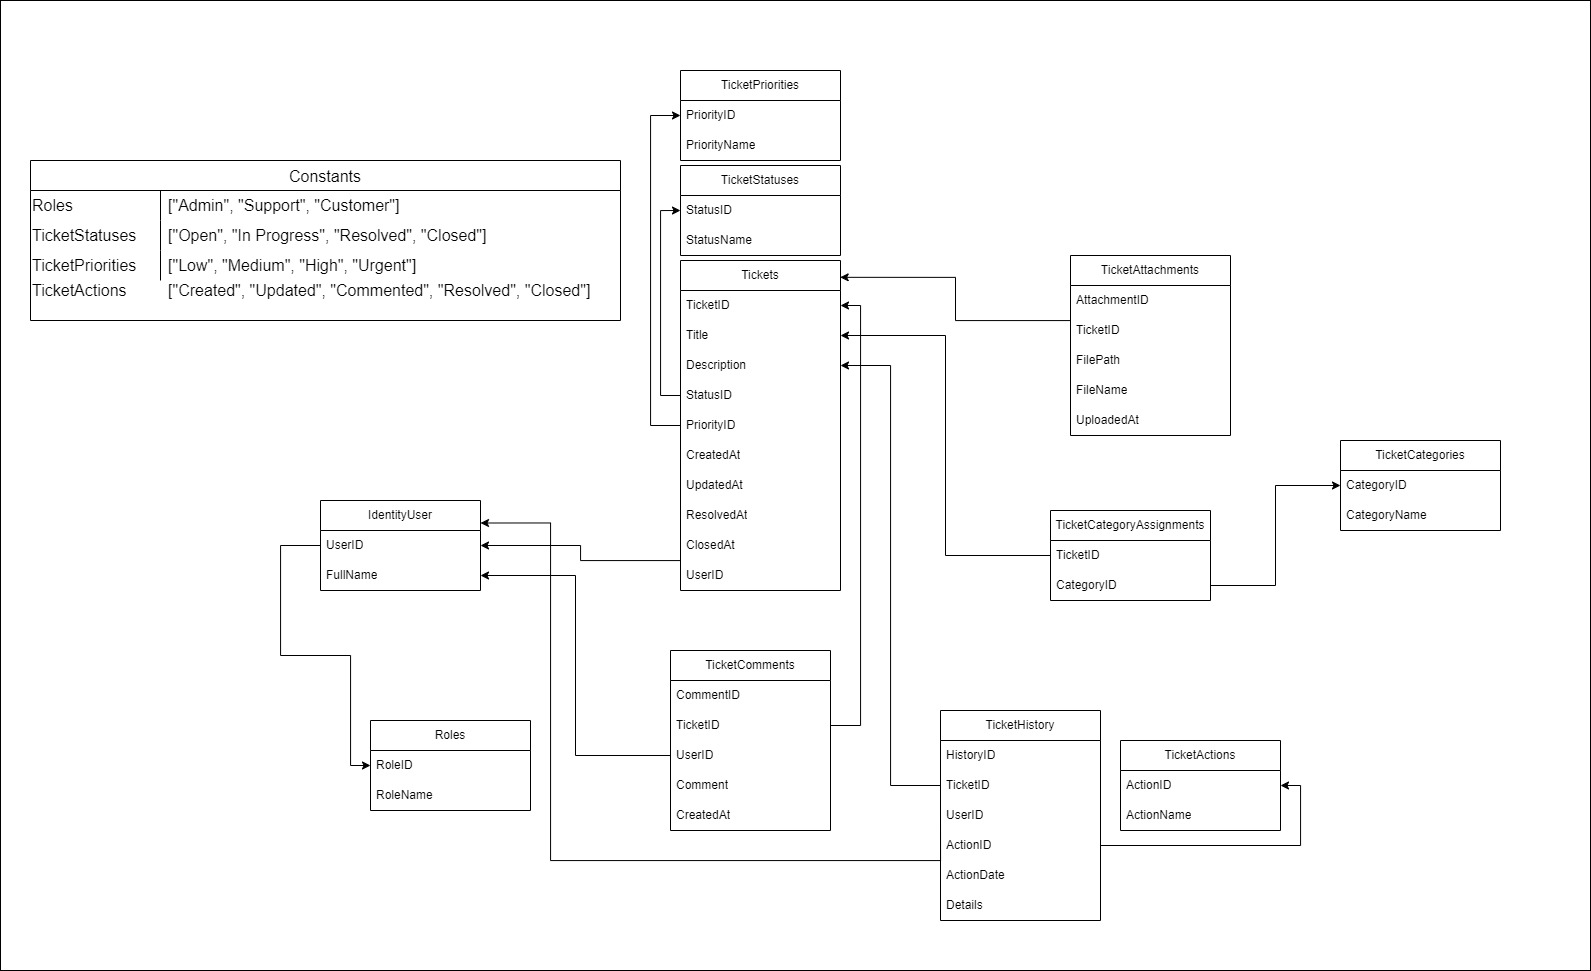 TicketPriorities
PriorityID
PriorityName
Constants
Roles ["Admin", "Support", "Customer"]
TicketStatuses ["Open", "In Progress", "Resolved", "Closed"]
TicketPriorities ["Low", "Medium", "High", "Urgent"]
TicketActions ["Created", "Updated", "Commented", "Resolved", "Closed"]
TicketStatuses
StatusID
StatusName
Tickets
TicketID
Title
Description
StatusID
PriorityID
CreatedAt
UpdatedAt
ResolvedAt
ClosedAt
UserID
TicketAttachments
AttachmentID
TicketID
FilePath
FileName
UploadedAt
TicketCategories
CategoryID
CategoryName
TicketCategoryAssignments
TicketID
CategoryID
IdentityUser
UserID
FullName
Roles
RoleID
RoleName
TicketComments
CommentID
TicketID
UserID
Comment
CreatedAt
TicketHistory
HistoryID
TicketID
UserID
ActionID
ActionDate
Details
TicketActions
ActionID
ActionName